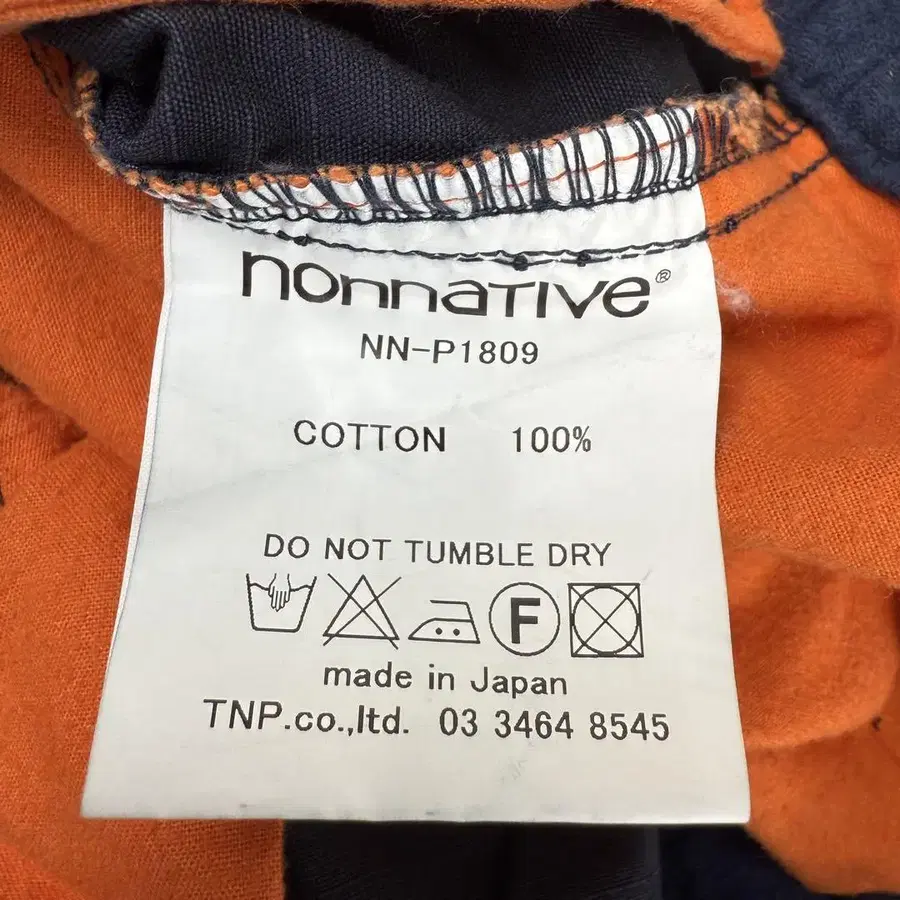 nonnative®
NN-P1809
COTTON 100%
DO NOT TUMBLE DRY
F
made in Japan
TNP.co.,ltd. 03 3464 8545